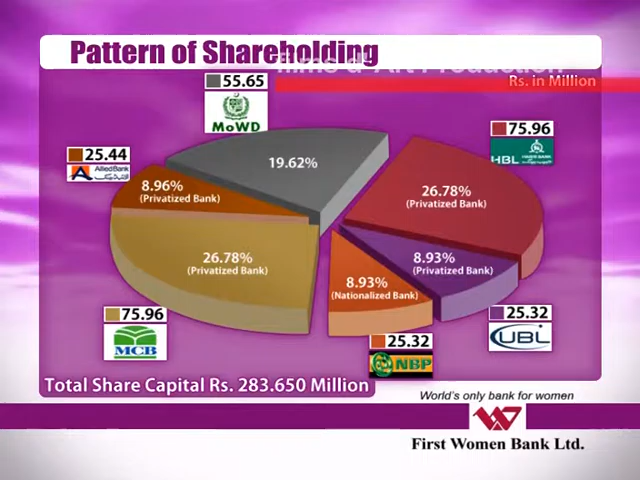 Pattern of Shareholding
Rs. in Million
55.65
MoWD
75.96
HBL
25.44
Allied Bank
19.62%
8.96%
(Privatized Bank)
26.78%
(Privatized Bank)
26.78%
(Privatized Bank)
8.93%
(Privatized Bank)
8.93%
(Nationalized Bank)
75.96
MCB
25.32
UBL
25.32
NBP
Total Share Capital Rs. 283.650 Million
World's only bank for women
First Women Bank Ltd.